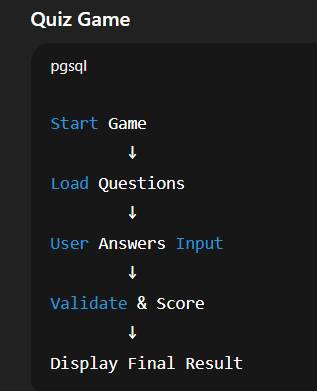 Quiz Game
pgsql
Start Game
↓
Load Questions
↓
User Answers Input
↓
Validate & Score
↓
Display Final Result